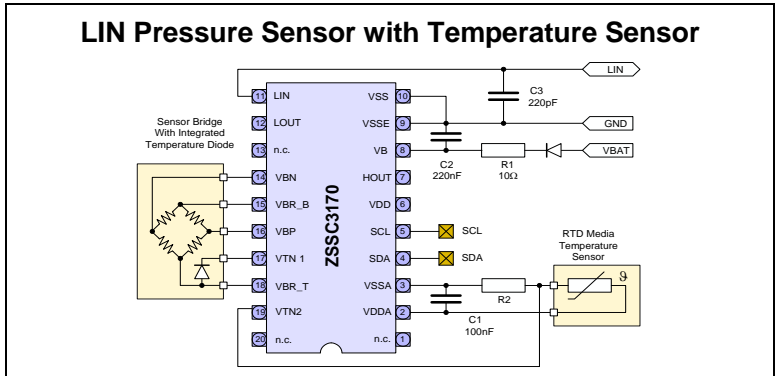 LIN Pressure Sensor with Temperature Sensor
LIN
C3
220pF
GND
VBAT
R1
10Ω
C2
220nF
Sensor Bridge
With Integrated
Temperature Diode
ZSSC3170
11 LIN
12 LOUT
13 n.c.
14 VBN
15 VBR_B
16 VBP
17 VTN 1
18 VBR_T
19 VTN2
20 n.c.
VSS 10
VSSE 9
VB 8
HOUT 7
VDD 6
SCL 5
SDA 4
VSSA 3
VDDA 2
n.c. 1
SCL
SDA
R2
C1
100nF
RTD Media
Temperature
Sensor
ϑ